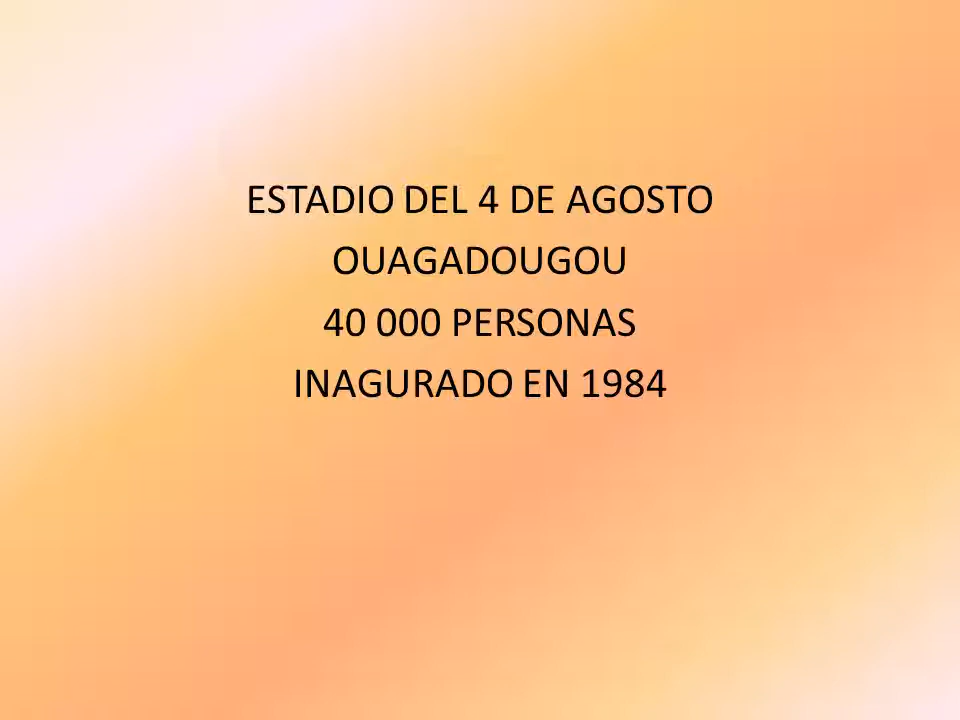 ESTADIO DEL 4 DE AGOSTO
OUAGADOUGOU
40 000 PERSONAS
INAGURADO EN 1984